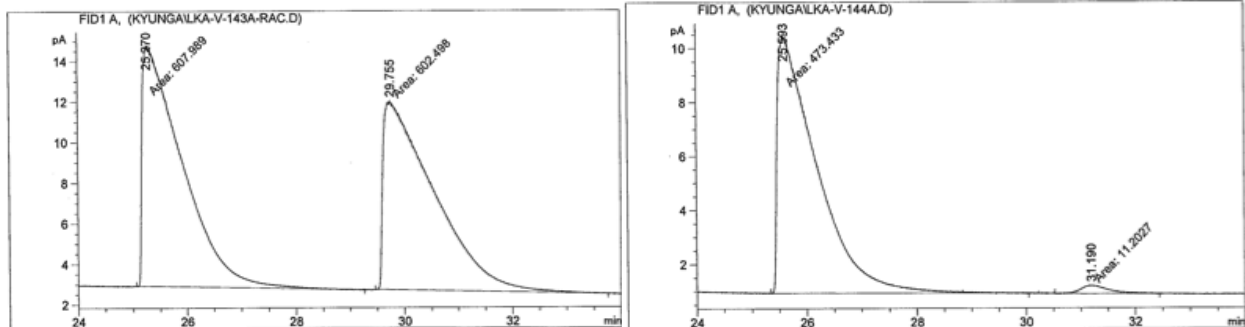 FID1 A, (KYUNGA\LKA-V-143A-RAC.D)
pA
25.270
Area: 607.989
29.755
Area: 602.498
14
12
10
8
6
4
2
24
26
28
30
32
min
FID1 A, (KYUNGA\LKA-V-144A.D)
pA
25.593
Area: 473.433
31.190
Area: 11.2027
10
8
6
4
2
24
26
28
30
32
min